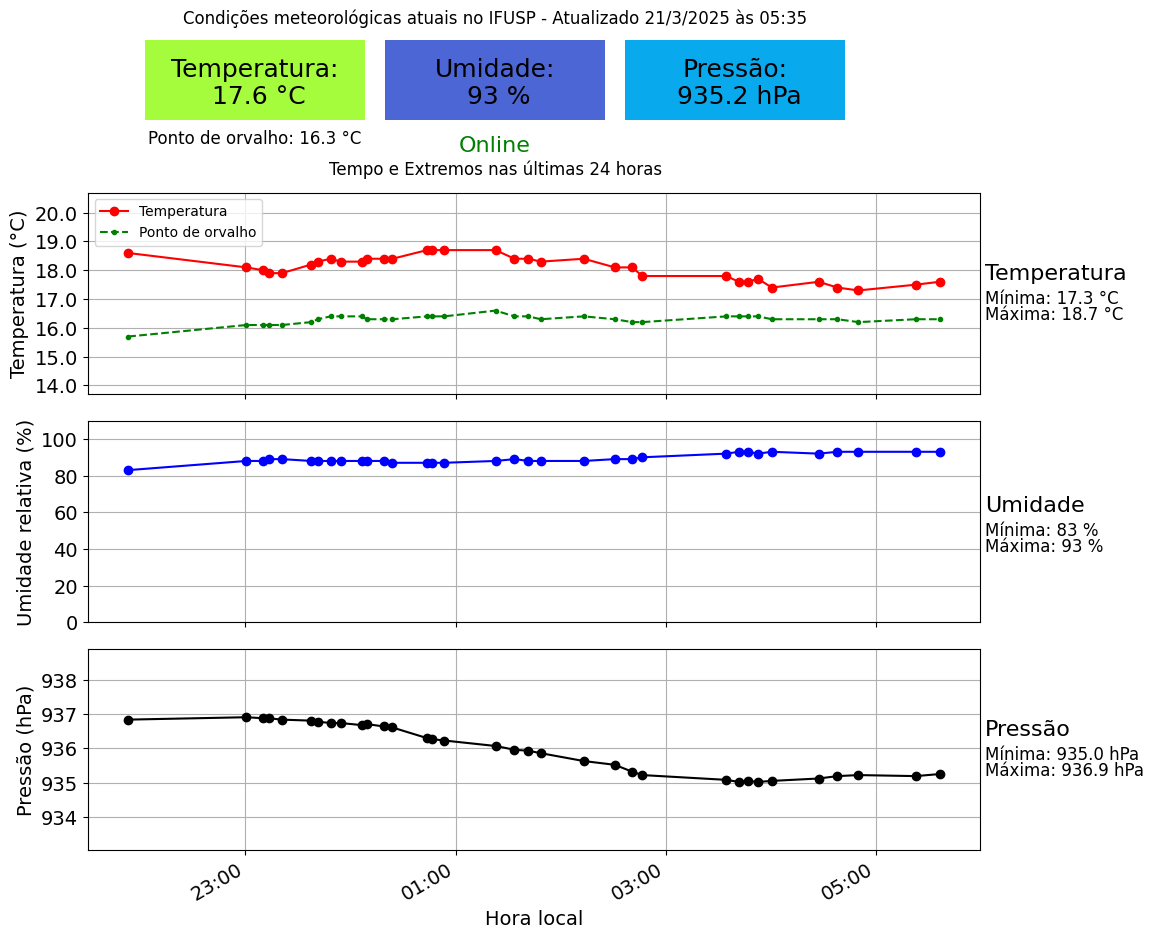 Condições meteorológicas atuais no IFUSP - Atualizado 21/3/2025 às 05:35
Temperatura:
17.6 °C
Umidade:
93 %
Pressão:
935.2 hPa
Ponto de orvalho: 16.3 °C
Online
Tempo e Extremos nas últimas 24 horas
Temperatura (°C)
20.0
19.0
18.0
17.0
16.0
15.0
14.0
Temperatura
Ponto de orvalho
Temperatura
Mínima: 17.3 °C
Máxima: 18.7 °C
Umidade relativa (%)
100
80
60
40
20
0
Umidade
Mínima: 83 %
Máxima: 93 %
Pressão (hPa)
938
937
936
935
934
Pressão
Mínima: 935.0 hPa
Máxima: 936.9 hPa
23:00
01:00
03:00
05:00
Hora local